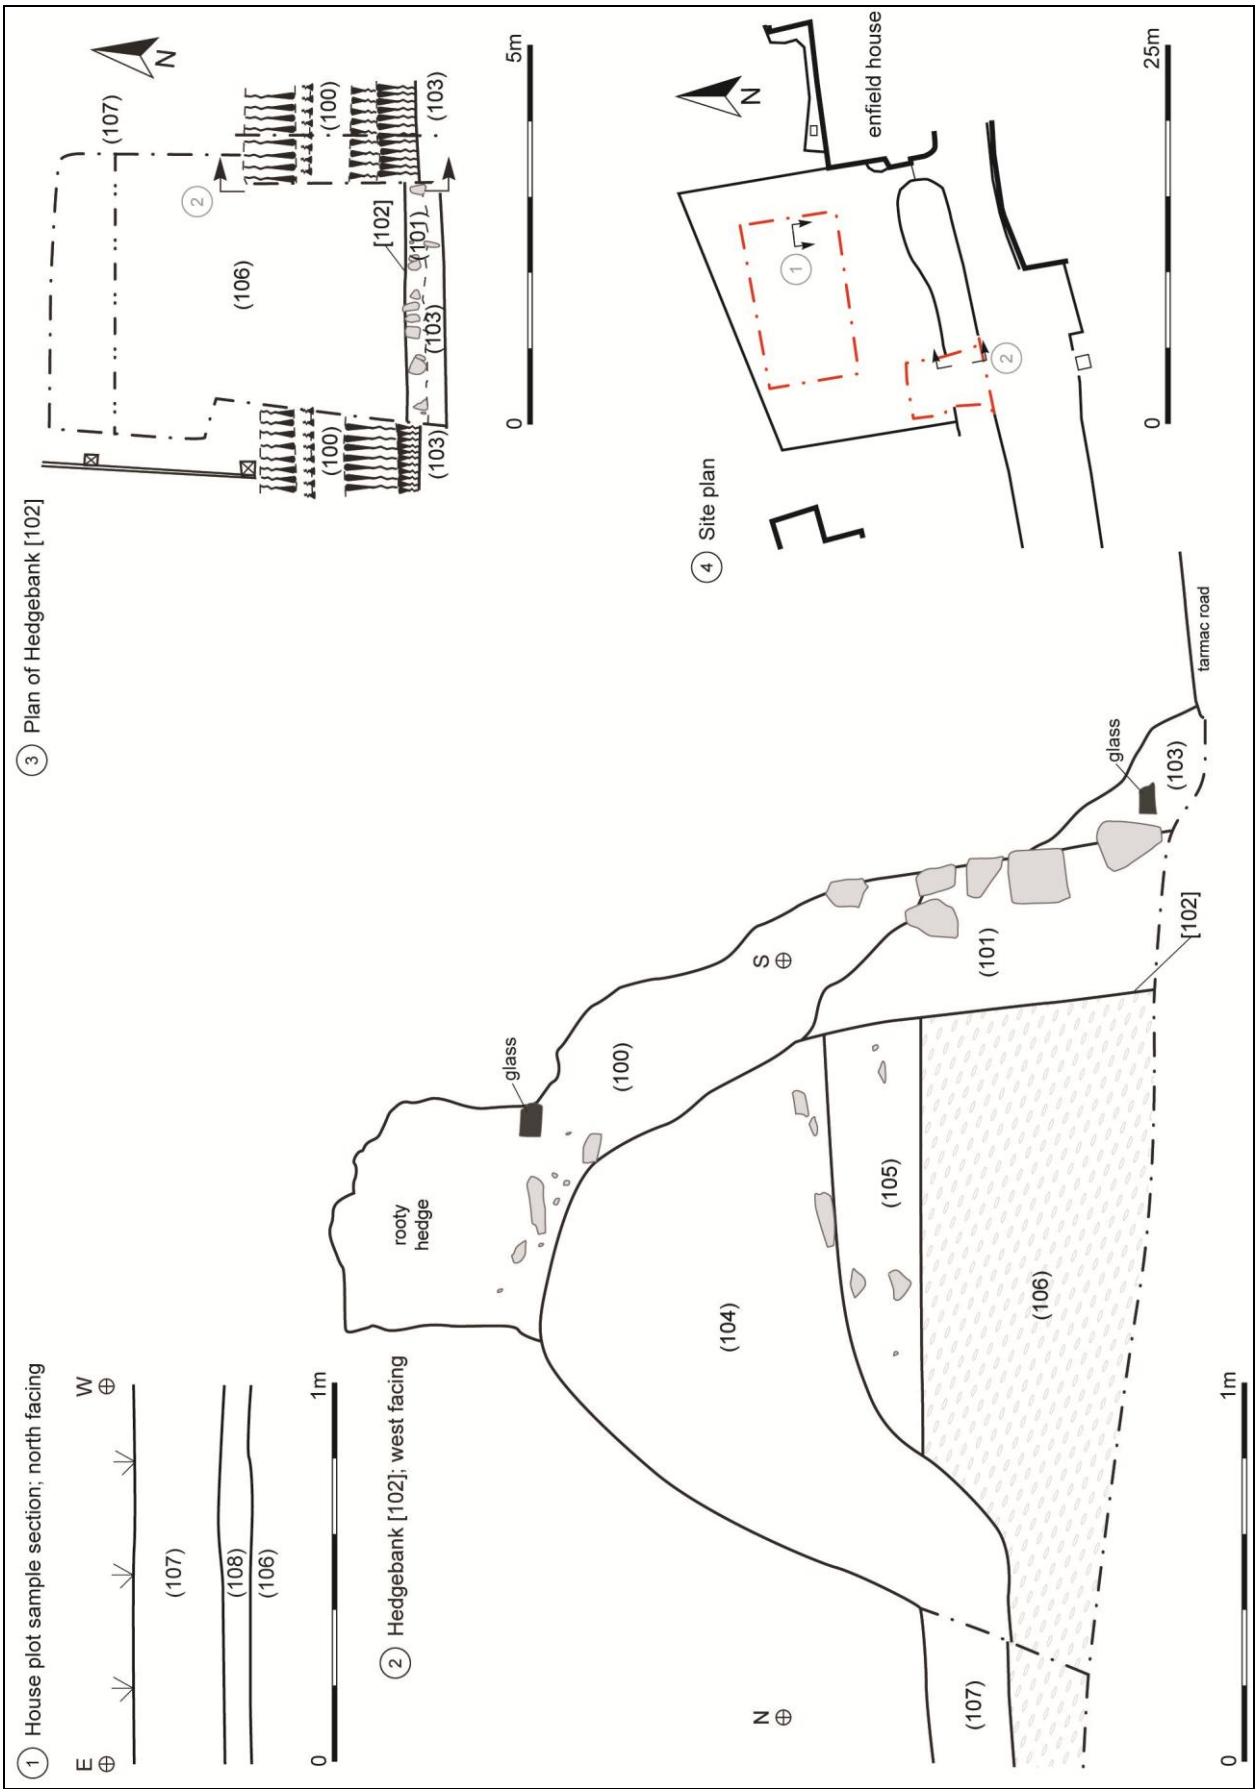 1 House plot sample section; north facing
E
W
(107)
(108)
(106)
0
1m
2 Hedgebank [102]; west facing
rooty
hedge
glass
(100)
N
S
(104)
(105)
(101)
(106)
(107)
[102]
glass
(103)
tarmac road
0
1m
3 Plan of Hedgebank [102]
N
(107)
2
(106)
(100)
(100)
[102]
(101)
(103)
(103)
(103)
0
5m
4 Site plan
N
enfield house
1
2
0
25m